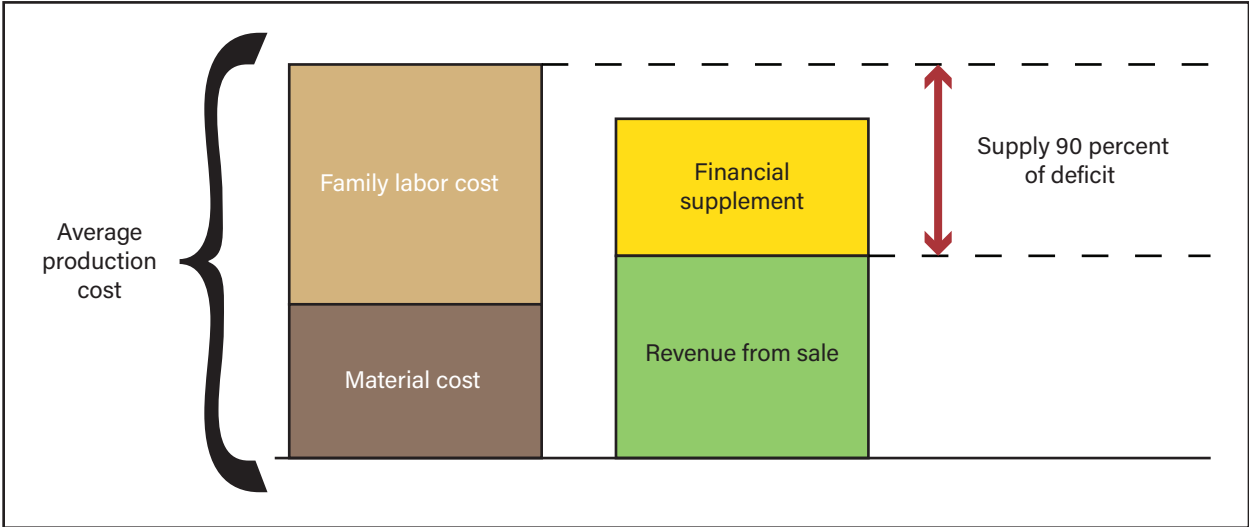 Average
production
cost
Family labor cost
Material cost
Financial
supplement
Revenue from sale
Supply 90 percent
of deficit